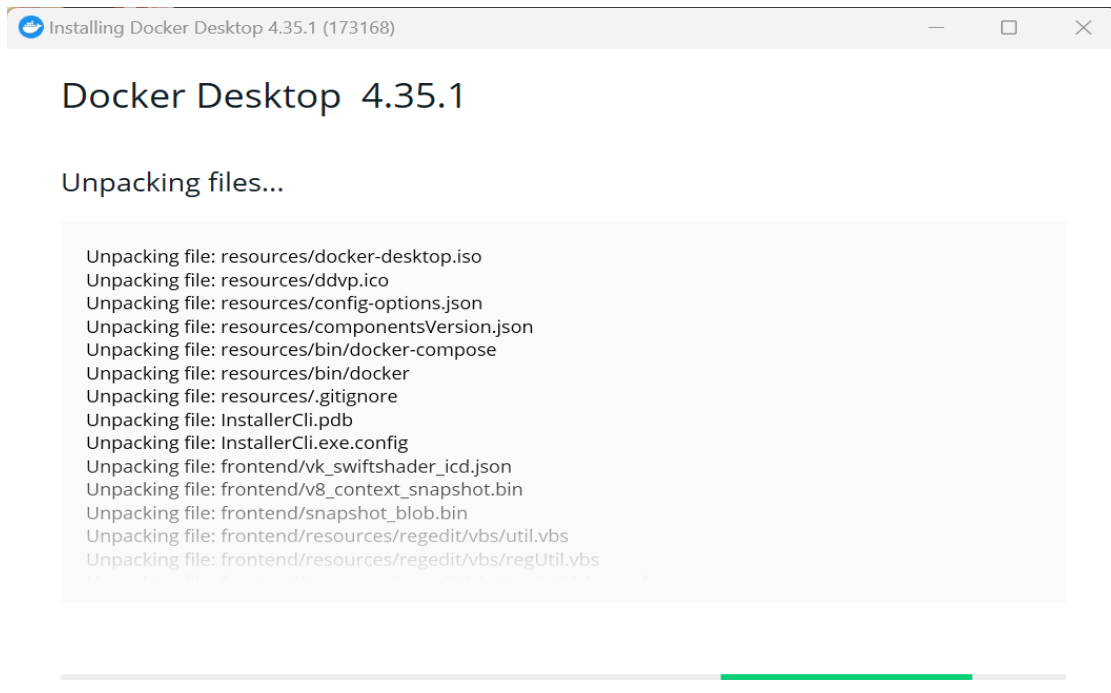 Installing Docker Desktop 4.35.1 (173168)
Docker Desktop 4.35.1
Unpacking files...
Unpacking file: resources/docker-desktop.iso
Unpacking file: resources/ddvp.ico
Unpacking file: resources/config-options.json
Unpacking file: resources/componentsVersion.json
Unpacking file: resources/bin/docker-compose
Unpacking file: resources/bin/docker
Unpacking file: resources/.gitignore
Unpacking file: InstallerCli.pdb
Unpacking file: InstallerCli.exe.config
Unpacking file: frontend/vk_swiftshader_icd.json
Unpacking file: frontend/v8_context_snapshot.bin
Unpacking file: frontend/snapshot_blob.bin
Unpacking file: frontend/resources/regedit/vbs/util.vbs
Unpacking file: frontend/resources/regedit/vbs/regUtil.vbs